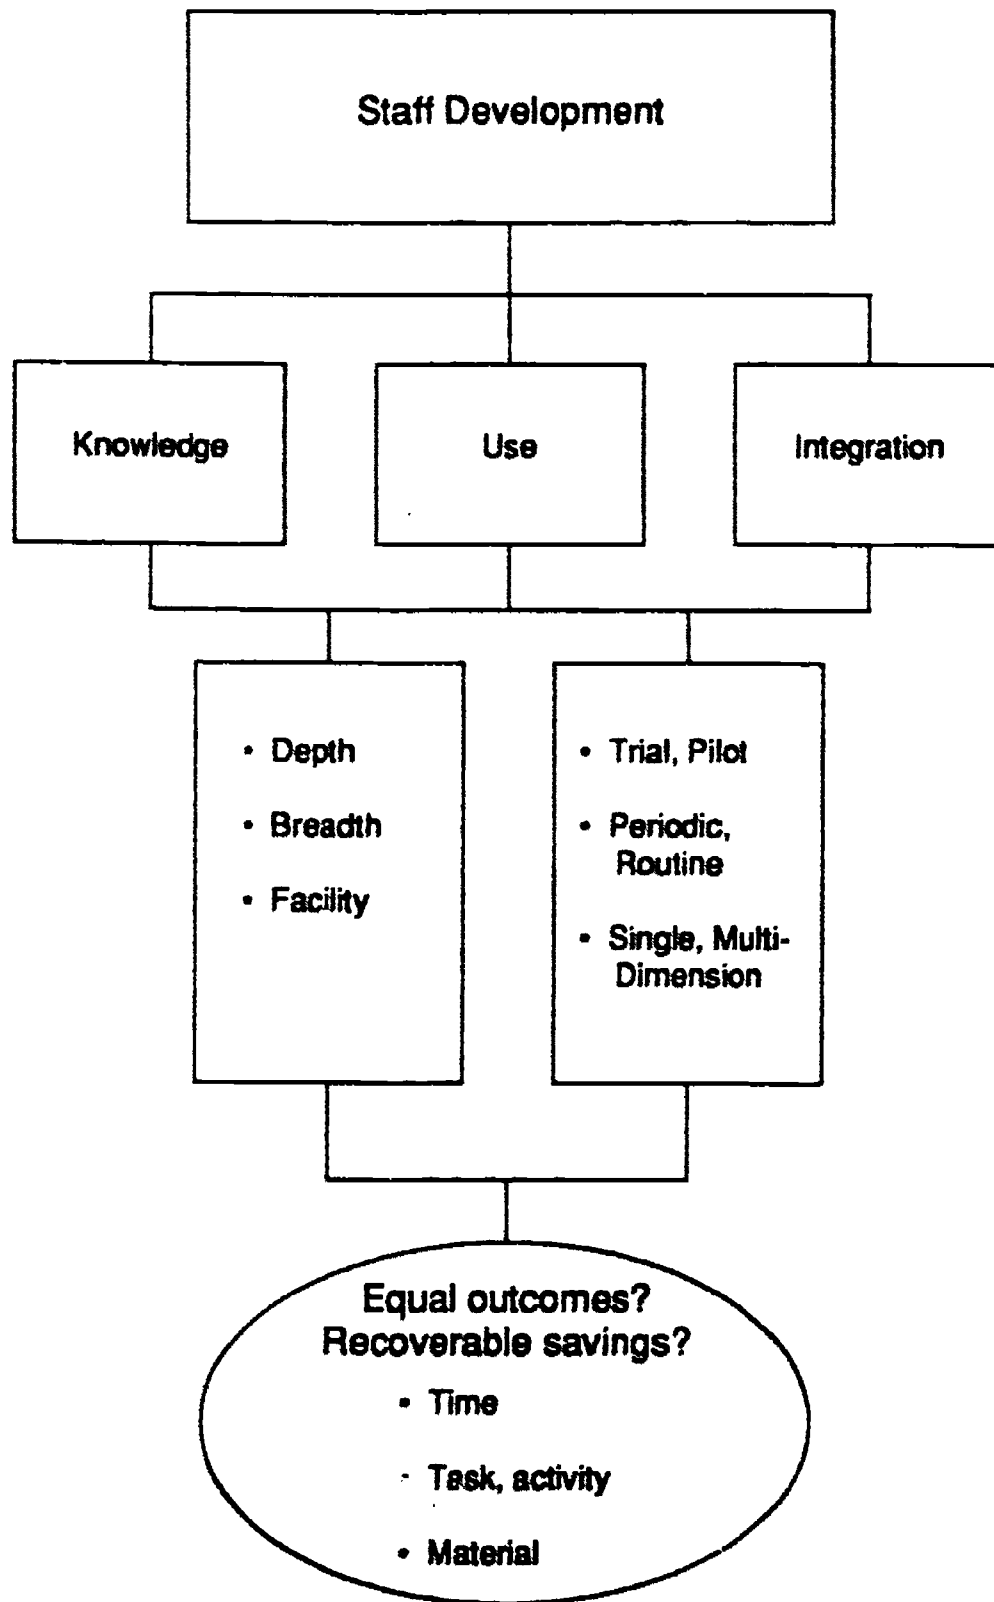 Staff Development
Knowledge
Use
Integration
• Depth
• Breadth
• Facility
• Trial, Pilot
• Periodic,
Routine
• Single, Multi-
Dimension
Equal outcomes?
Recoverable savings?
• Time
• Task, activity
• Material